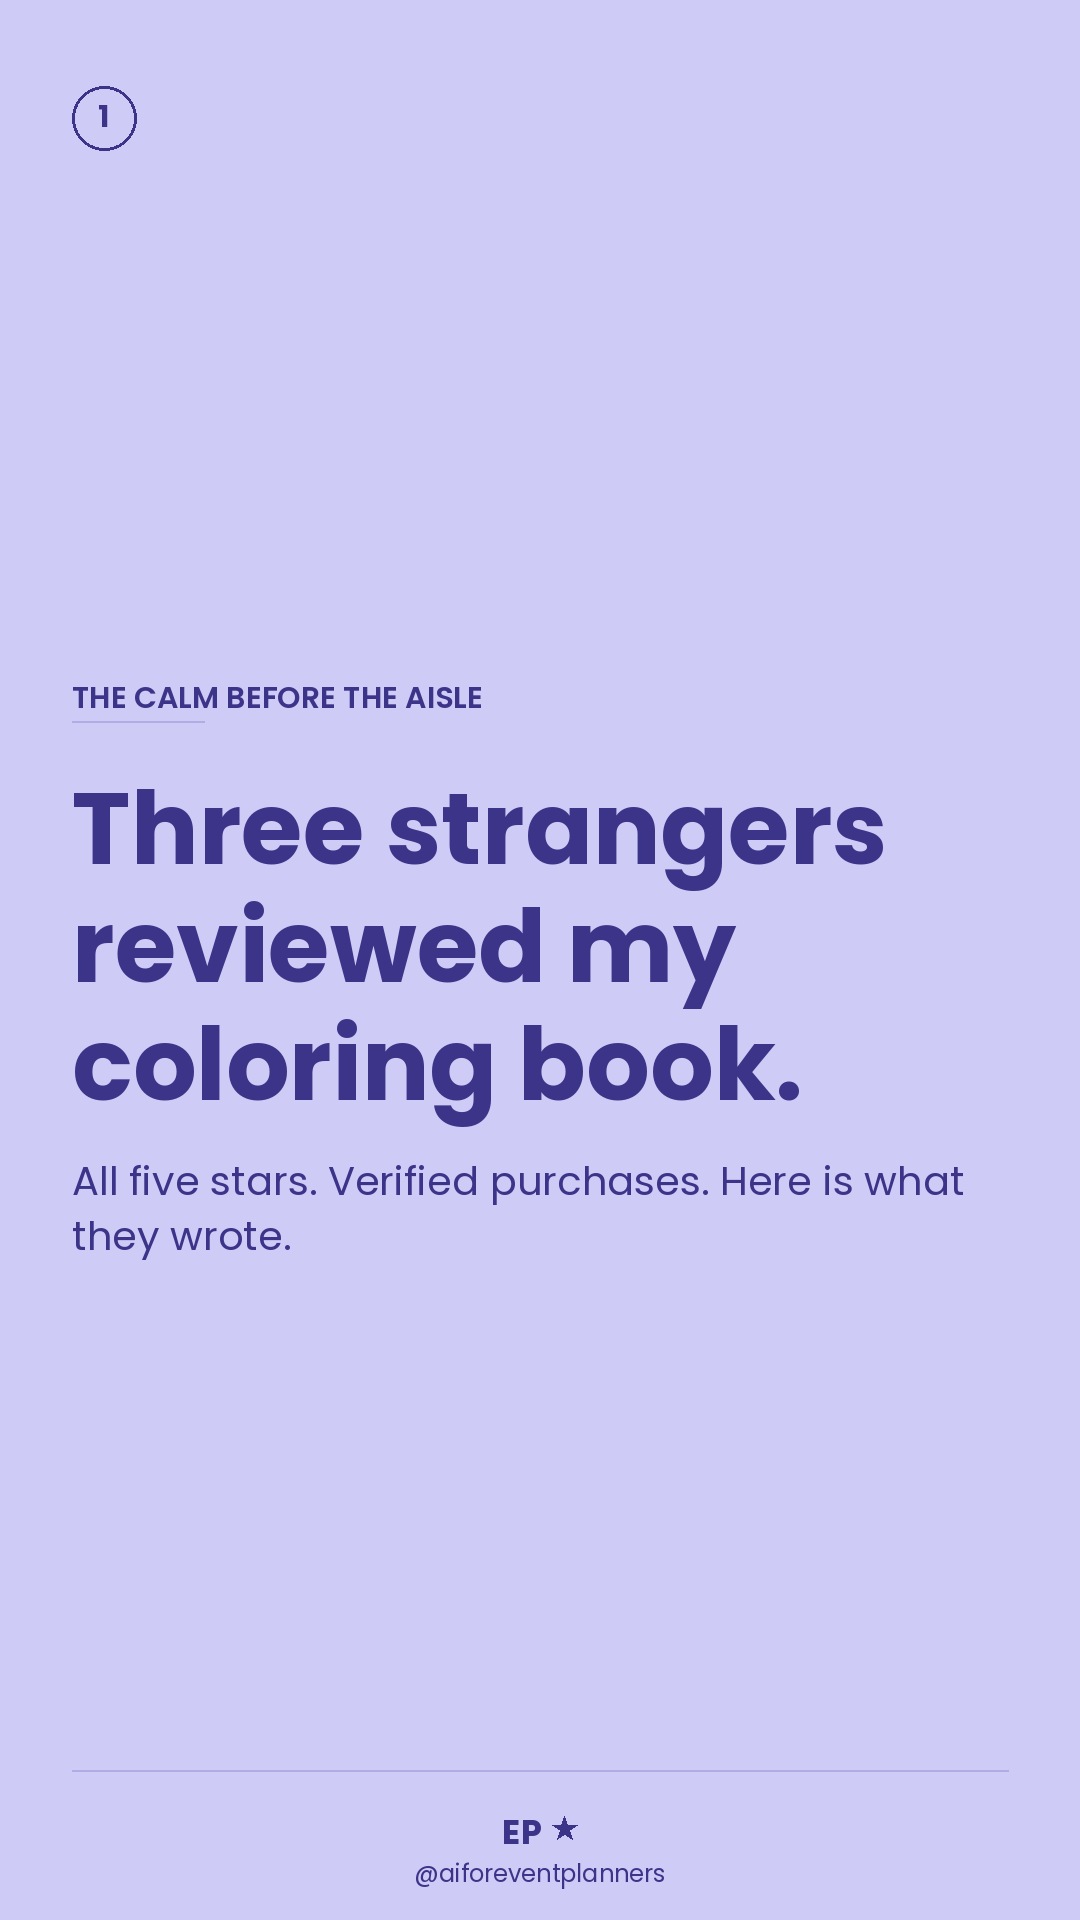 1
THE CALM BEFORE THE AISLE
Three strangers
reviewed my
coloring book.
All five stars. Verified purchases. Here is what
they wrote.
EP ★
@aiforeventplanners